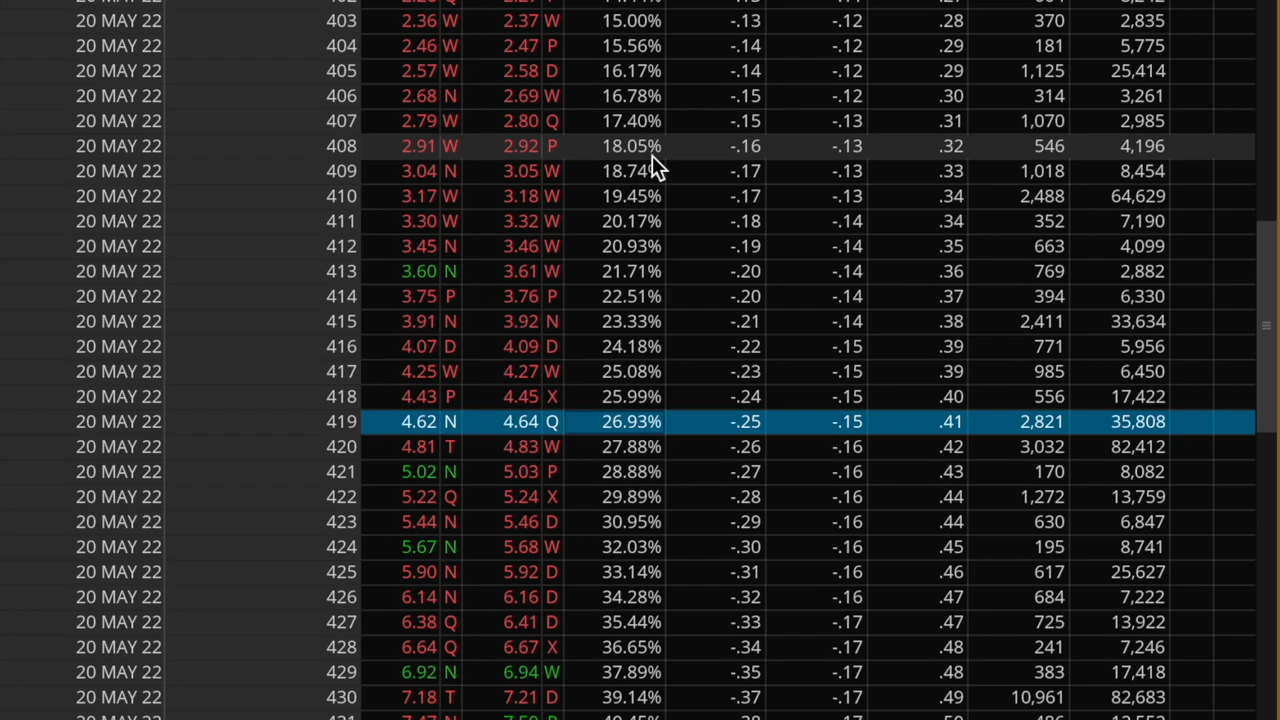 20 MAY 22 403 2.36 W 2.37 W 15.00% -.13 -.12 .28 370 2,835
20 MAY 22 404 2.46 W 2.47 P 15.56% -.14 -.12 .29 181 5,775
20 MAY 22 405 2.57 W 2.58 D 16.17% -.14 -.12 .29 1,125 25,414
20 MAY 22 406 2.68 N 2.69 W 16.78% -.15 -.12 .30 314 3,261
20 MAY 22 407 2.79 W 2.80 Q 17.40% -.15 -.13 .31 1,070 2,985
20 MAY 22 408 2.91 W 2.92 P 18.05% -.16 -.13 .32 546 4,196
20 MAY 22 409 3.04 N 3.05 W 18.74% -.17 -.13 .33 1,018 8,454
20 MAY 22 410 3.17 W 3.18 W 19.45% -.17 -.13 .34 2,488 64,629
20 MAY 22 411 3.30 W 3.32 W 20.17% -.18 -.14 .34 352 7,190
20 MAY 22 412 3.45 N 3.46 W 20.93% -.19 -.14 .35 663 4,099
20 MAY 22 413 3.60 N 3.61 W 21.71% -.20 -.14 .36 769 2,882
20 MAY 22 414 3.75 P 3.76 P 22.51% -.20 -.14 .37 394 6,330
20 MAY 22 415 3.91 N 3.92 N 23.33% -.21 -.14 .38 2,411 33,634
20 MAY 22 416 4.07 D 4.09 D 24.18% -.22 -.15 .39 771 5,956
20 MAY 22 417 4.25 W 4.27 W 25.08% -.23 -.15 .39 985 6,450
20 MAY 22 418 4.43 P 4.45 X 25.99% -.24 -.15 .40 556 17,422
20 MAY 22 419 4.62 N 4.64 Q 26.93% -.25 -.15 .41 2,821 35,808
20 MAY 22 420 4.81 T 4.83 W 27.88% -.26 -.16 .42 3,032 82,412
20 MAY 22 421 5.02 N 5.03 P 28.88% -.27 -.16 .43 170 8,082
20 MAY 22 422 5.22 Q 5.24 X 29.89% -.28 -.16 .44 1,272 13,759
20 MAY 22 423 5.44 N 5.46 D 30.95% -.29 -.16 .44 630 6,847
20 MAY 22 424 5.67 N 5.68 W 32.03% -.30 -.16 .45 195 8,741
20 MAY 22 425 5.90 N 5.92 D 33.14% -.31 -.16 .46 617 25,627
20 MAY 22 426 6.14 N 6.16 D 34.28% -.32 -.16 .47 684 7,222
20 MAY 22 427 6.38 Q 6.41 D 35.44% -.33 -.17 .47 725 13,922
20 MAY 22 428 6.64 Q 6.67 X 36.65% -.34 -.17 .48 241 7,246
20 MAY 22 429 6.92 N 6.94 W 37.89% -.35 -.17 .48 383 17,418
20 MAY 22 430 7.18 T 7.21 D 39.14% -.37 -.17 .49 10,961 82,683